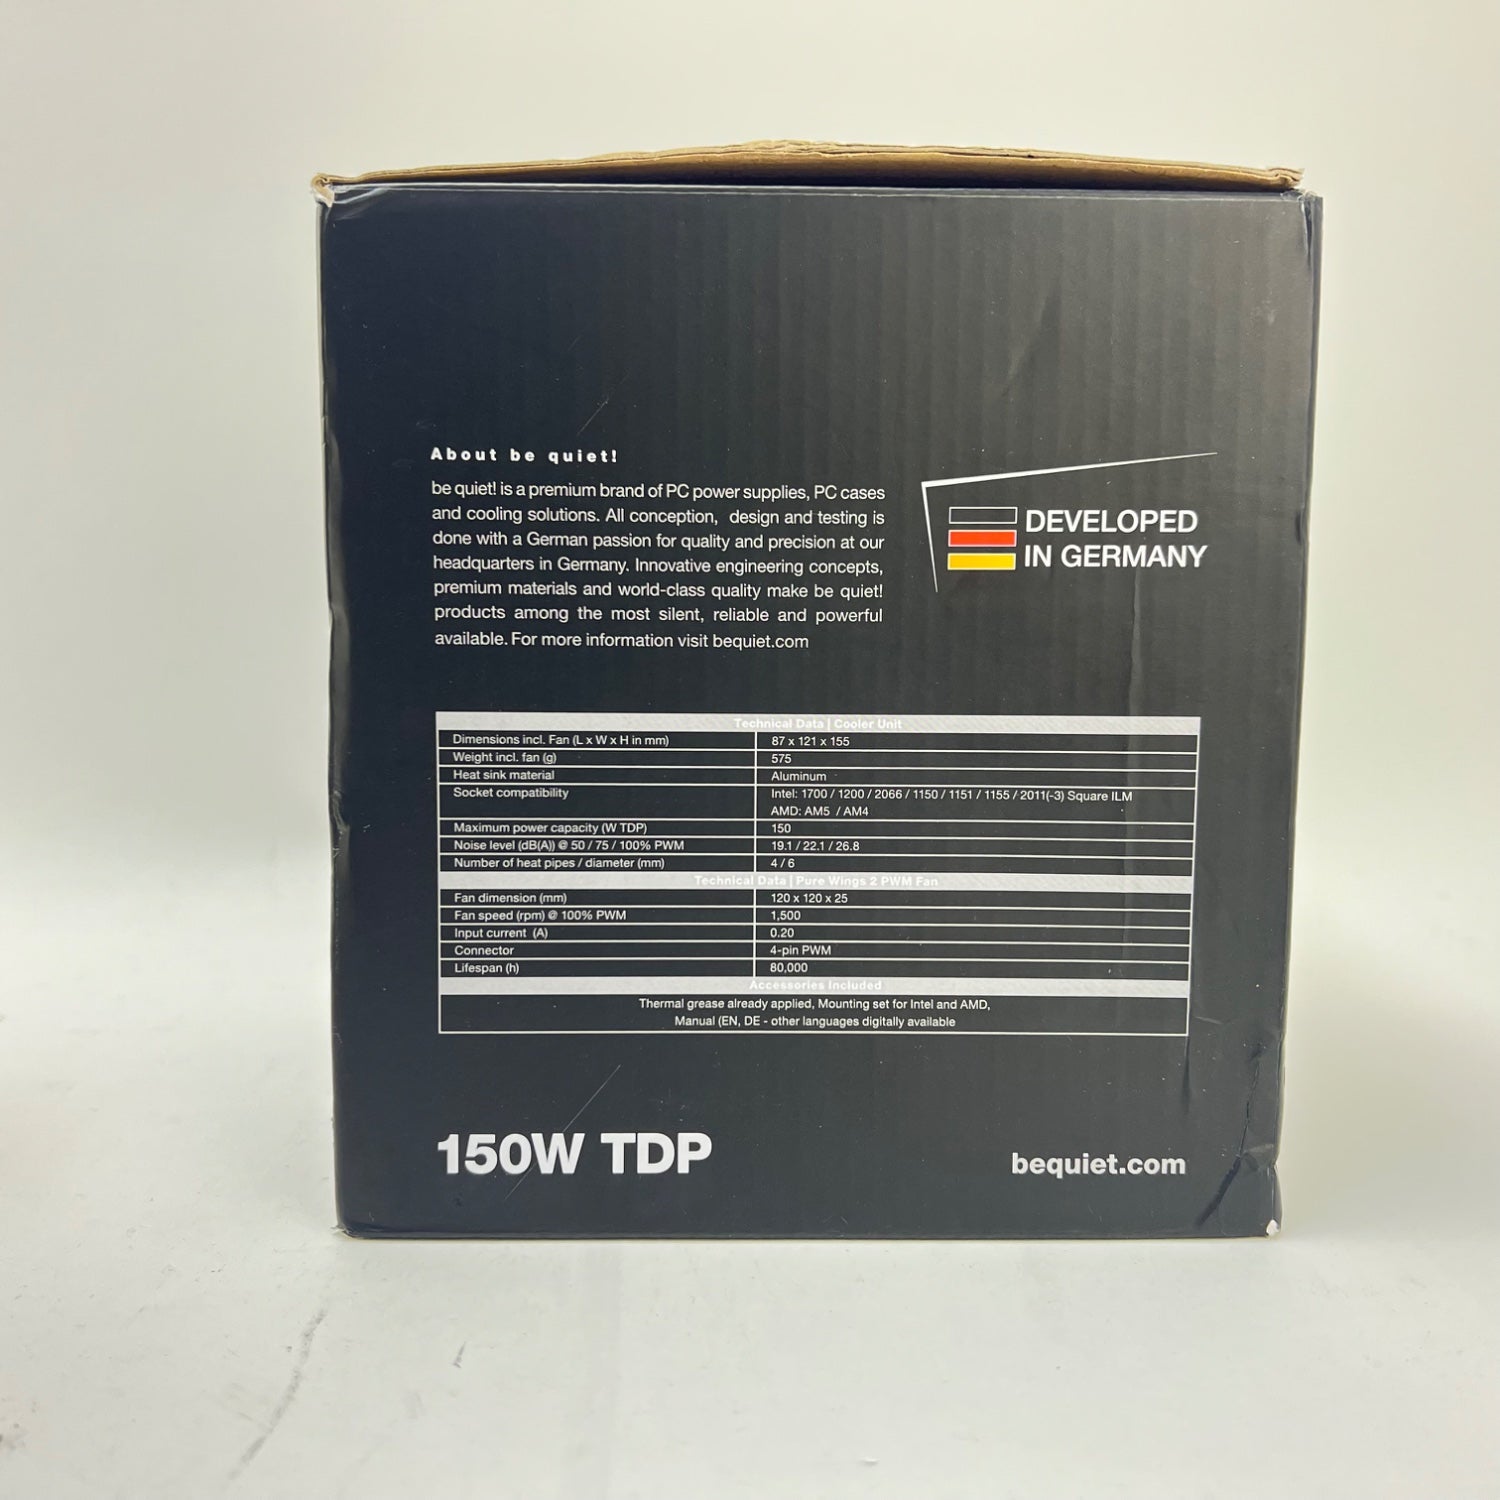 About be quiet!
be quiet! is a premium brand of PC power supplies, PC cases
and cooling solutions. All conception, design and testing is
done with a German passion for quality and precision at our
headquarters in Germany. Innovative engineering concepts,
premium materials and world-class quality make be quiet!
products among the most silent, reliable and powerful
available. For more information visit bequiet.com
DEVELOPED
IN GERMANY
Technical Data | Cooler Unit
Dimensions incl. Fan (L x W x H in mm) 87 x 121 x 155
Weight incl. fan (g) 575
Heat sink material Aluminum
Socket compatibility Intel: 1700 / 1200 / 2066 / 1150 / 1151 / 1155 / 2011(-3) Square ILM
AMD: AM5 / AM4
Maximum power capacity (W TDP) 150
Noise level (dB(A)) @ 50 / 75 / 100% PWM 19.1 / 22.1 / 26.8
Number of heat pipes / diameter (mm) 4 / 6
Technical Data | Pure Wings 2 PWM Fan
Fan dimension (mm) 120 x 120 x 25
Fan speed (rpm) @ 100% PWM 1,500
Input current (A) 0.20
Connector 4-pin PWM
Lifespan (h) 80,000
Accessories Included
Thermal grease already applied, Mounting set for Intel and AMD,
Manual (EN, DE - other languages digitally available
150W TDP
bequiet.com